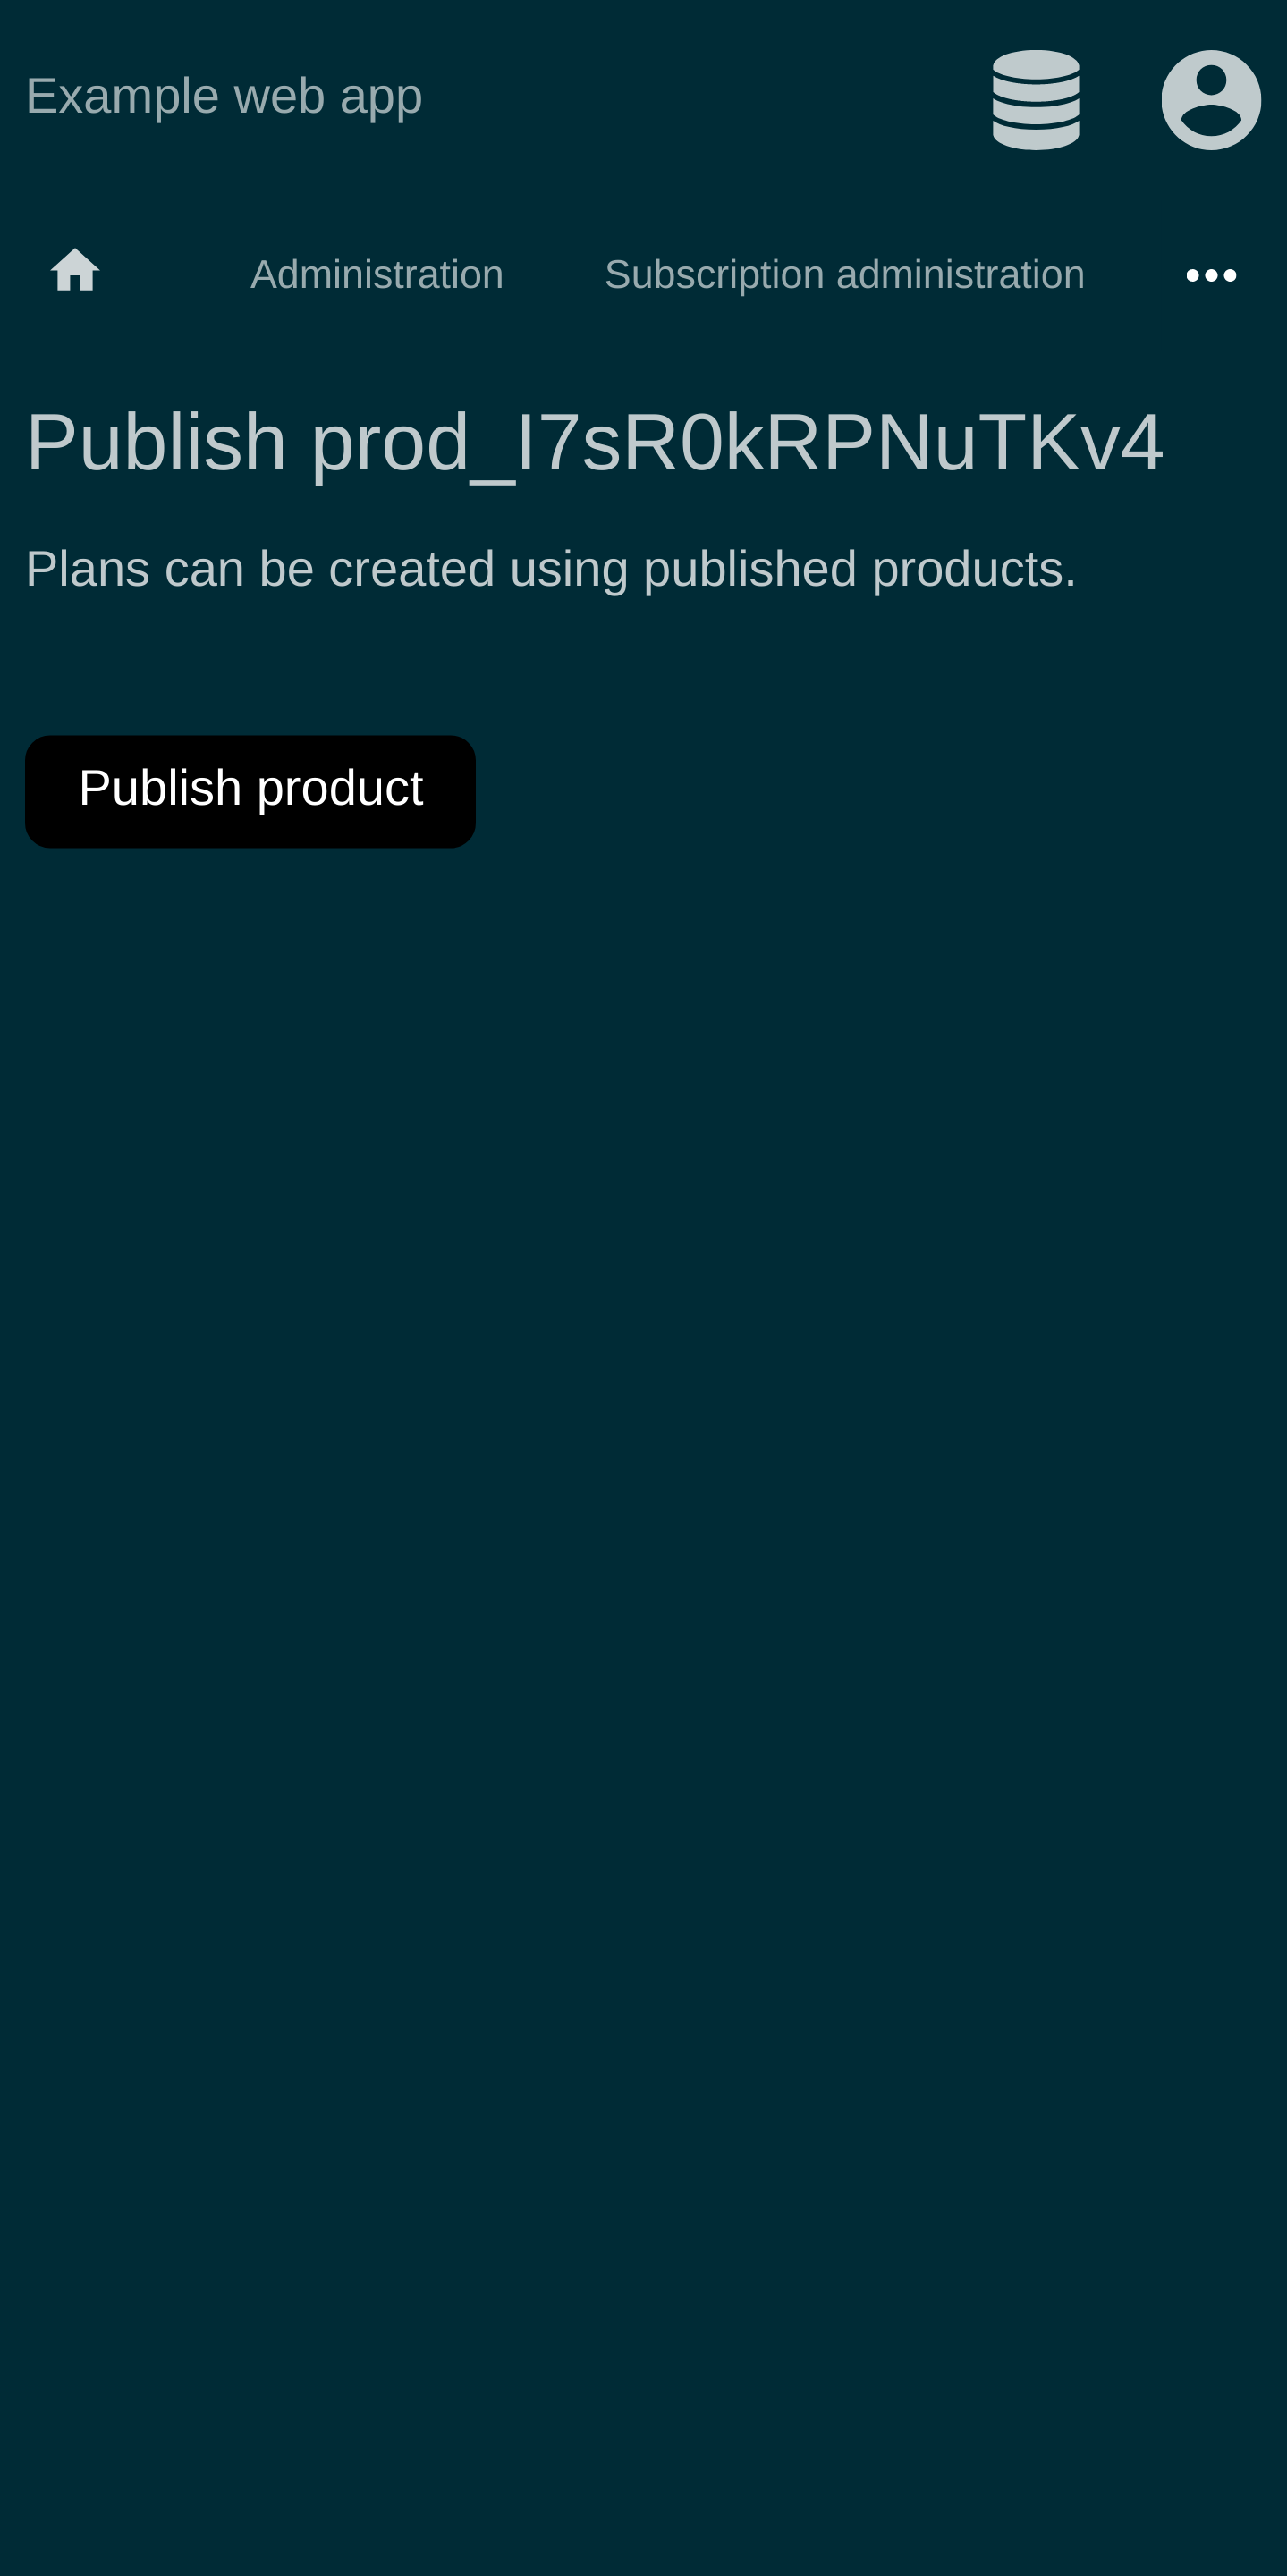 Example web app
Administration Subscription administration
Publish prod_I7sR0kRPNuTKv4
Plans can be created using published products.
Publish product